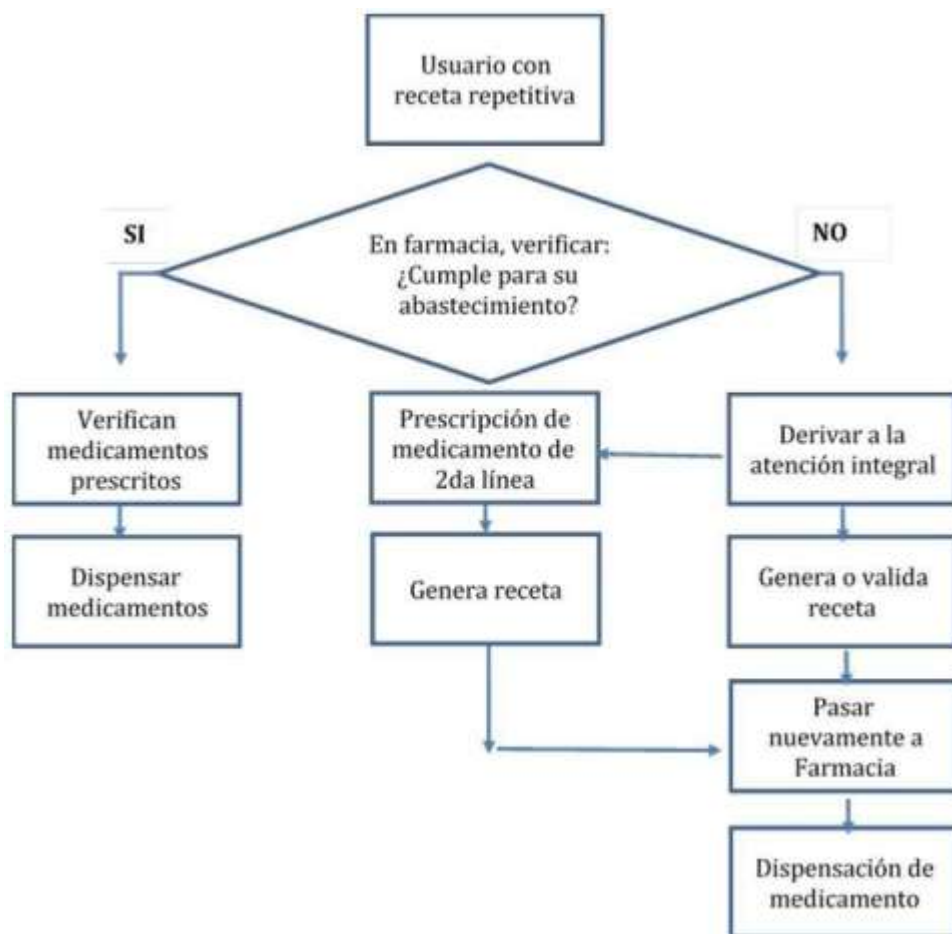 Usuario con
receta repetitiva
SI
NO
En farmacia, verificar:
¿Cumple para su
abastecimiento?
Verifican
medicamentos
prescritos
Prescripción de
medicamento de
2da línea
Derivar a la
atención integral
Dispensar
medicamentos
Genera receta
Genera o valida
receta
Pasar
nuevamente a
Farmacia
Dispensación de
medicamento